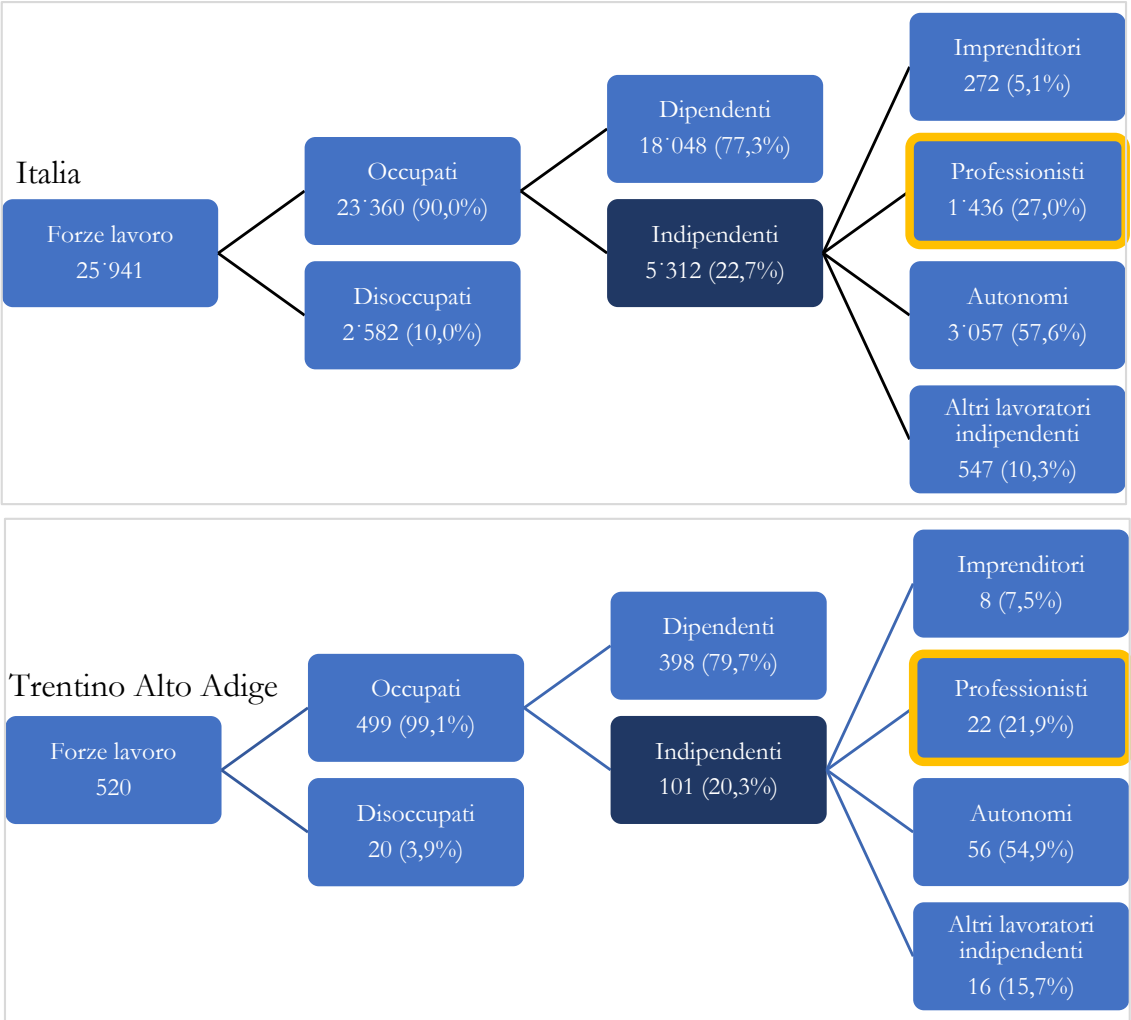 Italia
Forze lavoro
25˙941
Occupati
23˙360 (90,0%)
Disoccupati
2˙582 (10,0%)
Dipendenti
18˙048 (77,3%)
Indipendenti
5˙312 (22,7%)
Imprenditori
272 (5,1%)
Professionisti
1˙436 (27,0%)
Autonomi
3˙057 (57,6%)
Altri lavoratori
indipendenti
547 (10,3%)
Trentino Alto Adige
Forze lavoro
520
Occupati
499 (99,1%)
Disoccupati
20 (3,9%)
Dipendenti
398 (79,7%)
Indipendenti
101 (20,3%)
Imprenditori
8 (7,5%)
Professionisti
22 (21,9%)
Autonomi
56 (54,9%)
Altri lavoratori
indipendenti
16 (15,7%)